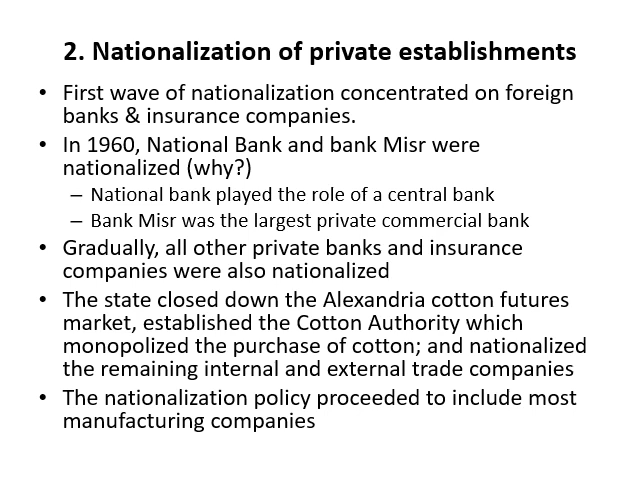 2. Nationalization of private establishments
• First wave of nationalization concentrated on foreign
banks & insurance companies.
• In 1960, National Bank and bank Misr were
nationalized (why?)
– National bank played the role of a central bank
– Bank Misr was the largest private commercial bank
• Gradually, all other private banks and insurance
companies were also nationalized
• The state closed down the Alexandria cotton futures
market, established the Cotton Authority which
monopolized the purchase of cotton; and nationalized
the remaining internal and external trade companies
• The nationalization policy proceeded to include most
manufacturing companies